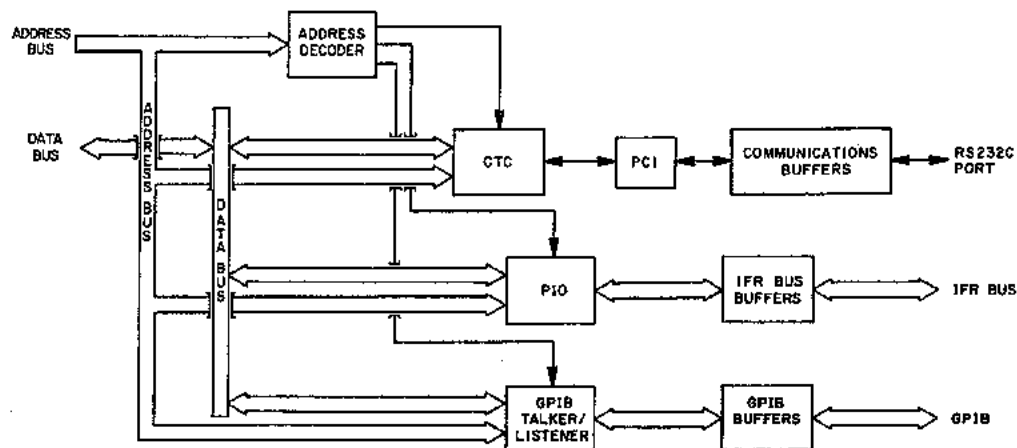 ADDRESS
BUS
ADDRESS
DECODER
DATA
BUS
ADDRESS BUS
DATA BUS
CTC
PCI
COMMUNICATIONS
BUFFERS
RS232C
PORT
PIO
IFR BUS
BUFFERS
IFR BUS
GPIB
TALKER/
LISTENER
GPIB
BUFFERS
GPIB